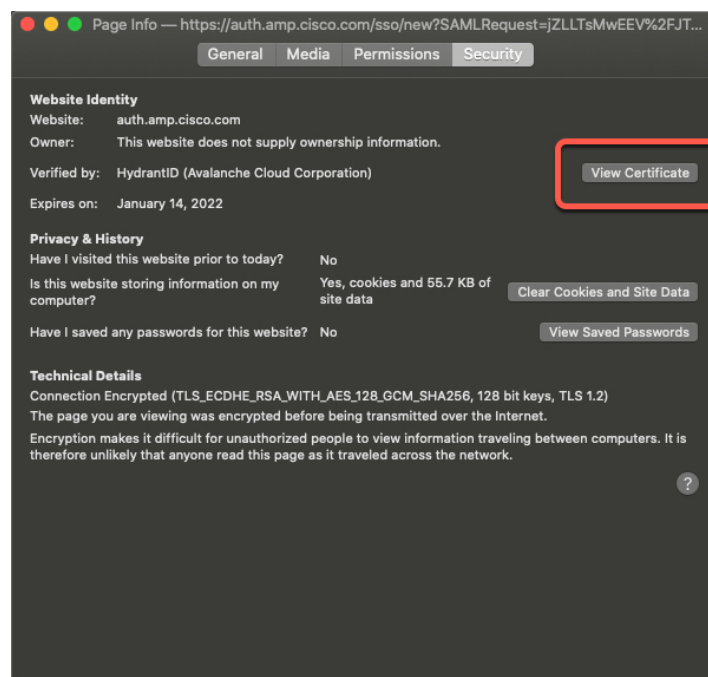 Page Info — https://auth.amp.cisco.com/sso/new?SAMLRequest=jZLLTsMwEEV%2FJT...
General Media Permissions Security
Website Identity
Website: auth.amp.cisco.com
Owner: This website does not supply ownership information.
Verified by: HydrantID (Avalanche Cloud Corporation) View Certificate
Expires on: January 14, 2022
Privacy & History
Have I visited this website prior to today? No
Is this website storing information on my
computer?
Yes, cookies and 55.7 KB of
site data
Clear Cookies and Site Data
Have I saved any passwords for this website? No View Saved Passwords
Technical Details
Connection Encrypted (TLS_ECDHE_RSA_WITH_AES_128_GCM_SHA256, 128 bit keys, TLS 1.2)
The page you are viewing was encrypted before being transmitted over the Internet.
Encryption makes it difficult for unauthorized people to view information traveling between computers. It is
therefore unlikely that anyone read this page as it traveled across the network.
?